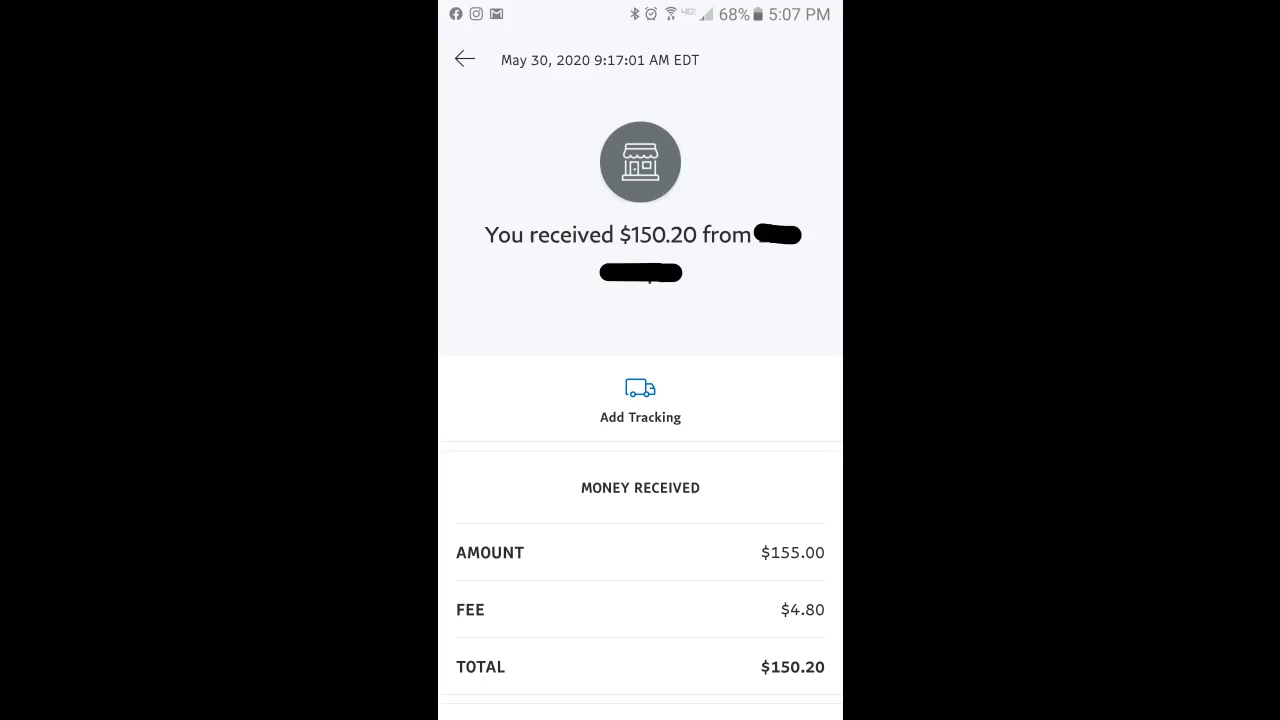 68% 5:07 PM
May 30, 2020 9:17:01 AM EDT
You received $150.20 from
Add Tracking
MONEY RECEIVED
AMOUNT $155.00
FEE $4.80
TOTAL $150.20